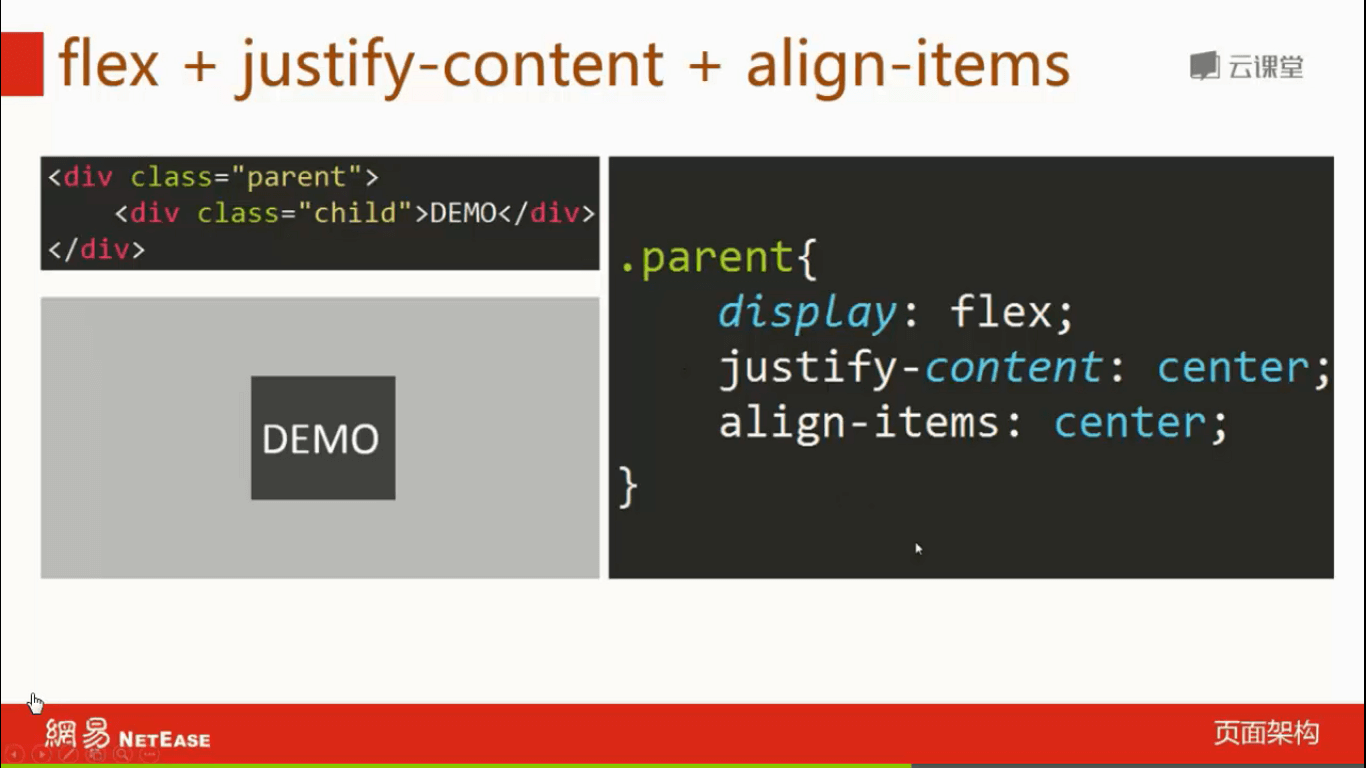 flex + justify-content + align-items
云课堂
<div class="parent">
    <div class="child">DEMO</div>
</div>
DEMO
.parent{
    display: flex;
    justify-content: center;
    align-items: center;
}
網易 NETEASE
页面架构